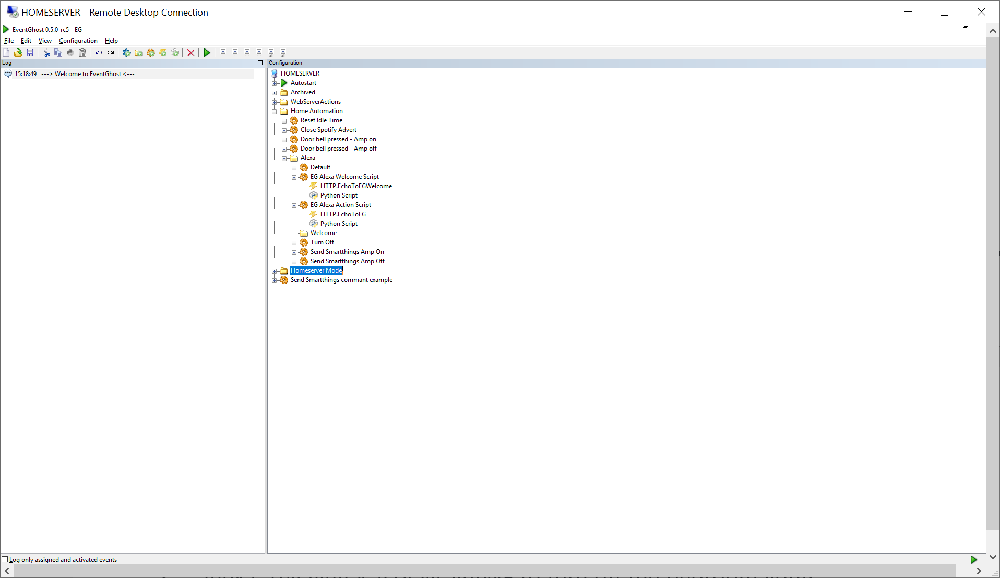 HOMESERVER - Remote Desktop Connection
EventGhost 0.5.0-rc5 - EG
File Edit View Configuration Help
Log
15:18:49 ---> Welcome to EventGhost <---
Configuration
HOMESERVER
Autostart
Archived
WebServerActions
Home Automation
Reset Idle Time
Close Spotify Advert
Door bell pressed - Amp on
Door bell pressed - Amp off
Alexa
Default
EG Alexa Welcome Script
HTTP.EchoToEGWelcome
Python Script
EG Alexa Action Script
HTTP.EchoToEG
Python Script
Welcome
Turn Off
Send Smartthings Amp On
Send Smartthings Amp Off
Homeserver Mode
Send Smartthings commant example
Log only assigned and activated events